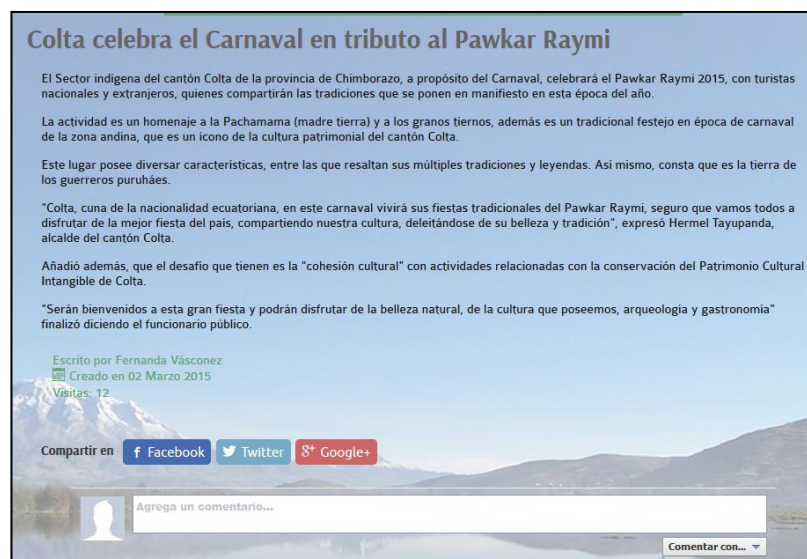 Colta celebra el Carnaval en tributo al Pawkar Raymi
El Sector indígena del cantón Colta de la provincia de Chimborazo, a propósito del Carnaval, celebrará el Pawkar Raymi 2015, con turistas
nacionales y extranjeros, quienes compartirán las tradiciones que se ponen en manifiesto en esta época del año.
La actividad es un homenaje a la Pachamama (madre tierra) y a los granos tiernos, además es un tradicional festejo en época de carnaval
de la zona andina, que es un ícono de la cultura patrimonial del cantón Colta.
Este lugar posee diversar características, entre las que resaltan sus múltiples tradiciones y leyendas. Así mismo, consta que es la tierra de
los guerreros puruháes.
"Colta, cuna de la nacionalidad ecuatoriana, en este carnaval vivirá sus fiestas tradicionales del Pawkar Raymi, seguro que vamos todos a
disfrutar de la mejor fiesta del país, compartiendo nuestra cultura, deleitándose de su belleza y tradición", expresó Hermel Tayupanda,
alcalde del cantón Colta.
Añadió además, que el desafío que tienen es la "cohesión cultural" con actividades relacionadas con la conservación del Patrimonio Cultural
Intangible de Colta.
"Serán bienvenidos a esta gran fiesta y podrán disfrutar de la belleza natural, de la cultura que poseemos, arqueología y gastronomía"
finalizó diciendo el funcionario público.
Escrito por Fernanda Vásconez
Creado en 02 Marzo 2015
Visitas: 12
Compartir en f Facebook Twitter g+ Google+
Agrega un comentario...
Comentar con...